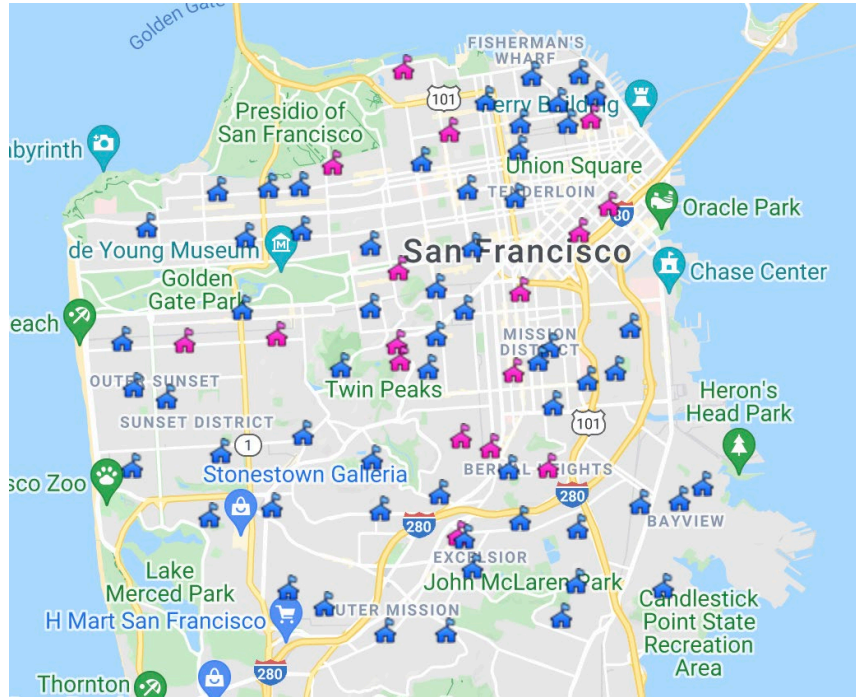 Golden Gate
FISHERMAN'S
WHARF
101
Presidio of
San Francisco
erry Building
abyrinth
Union Square
TENDERLOIN
80
Oracle Park
de Young Museum
San Francisco
Golden
Gate Park
Chase Center
each
MISSION
DISTRICT
OUTER SUNSET
Twin Peaks
Heron's
Head Park
SUNSET DISTRICT
101
1
sco Zoo
Stonestown Galleria
BERNAL HEIGHTS
280
280
BAYVIEW
EXCELSIOR
Lake
Merced Park
John McLaren Park
H Mart San Francisco
OUTER MISSION
Candlestick
Point State
Recreation
Area
280
Thornton